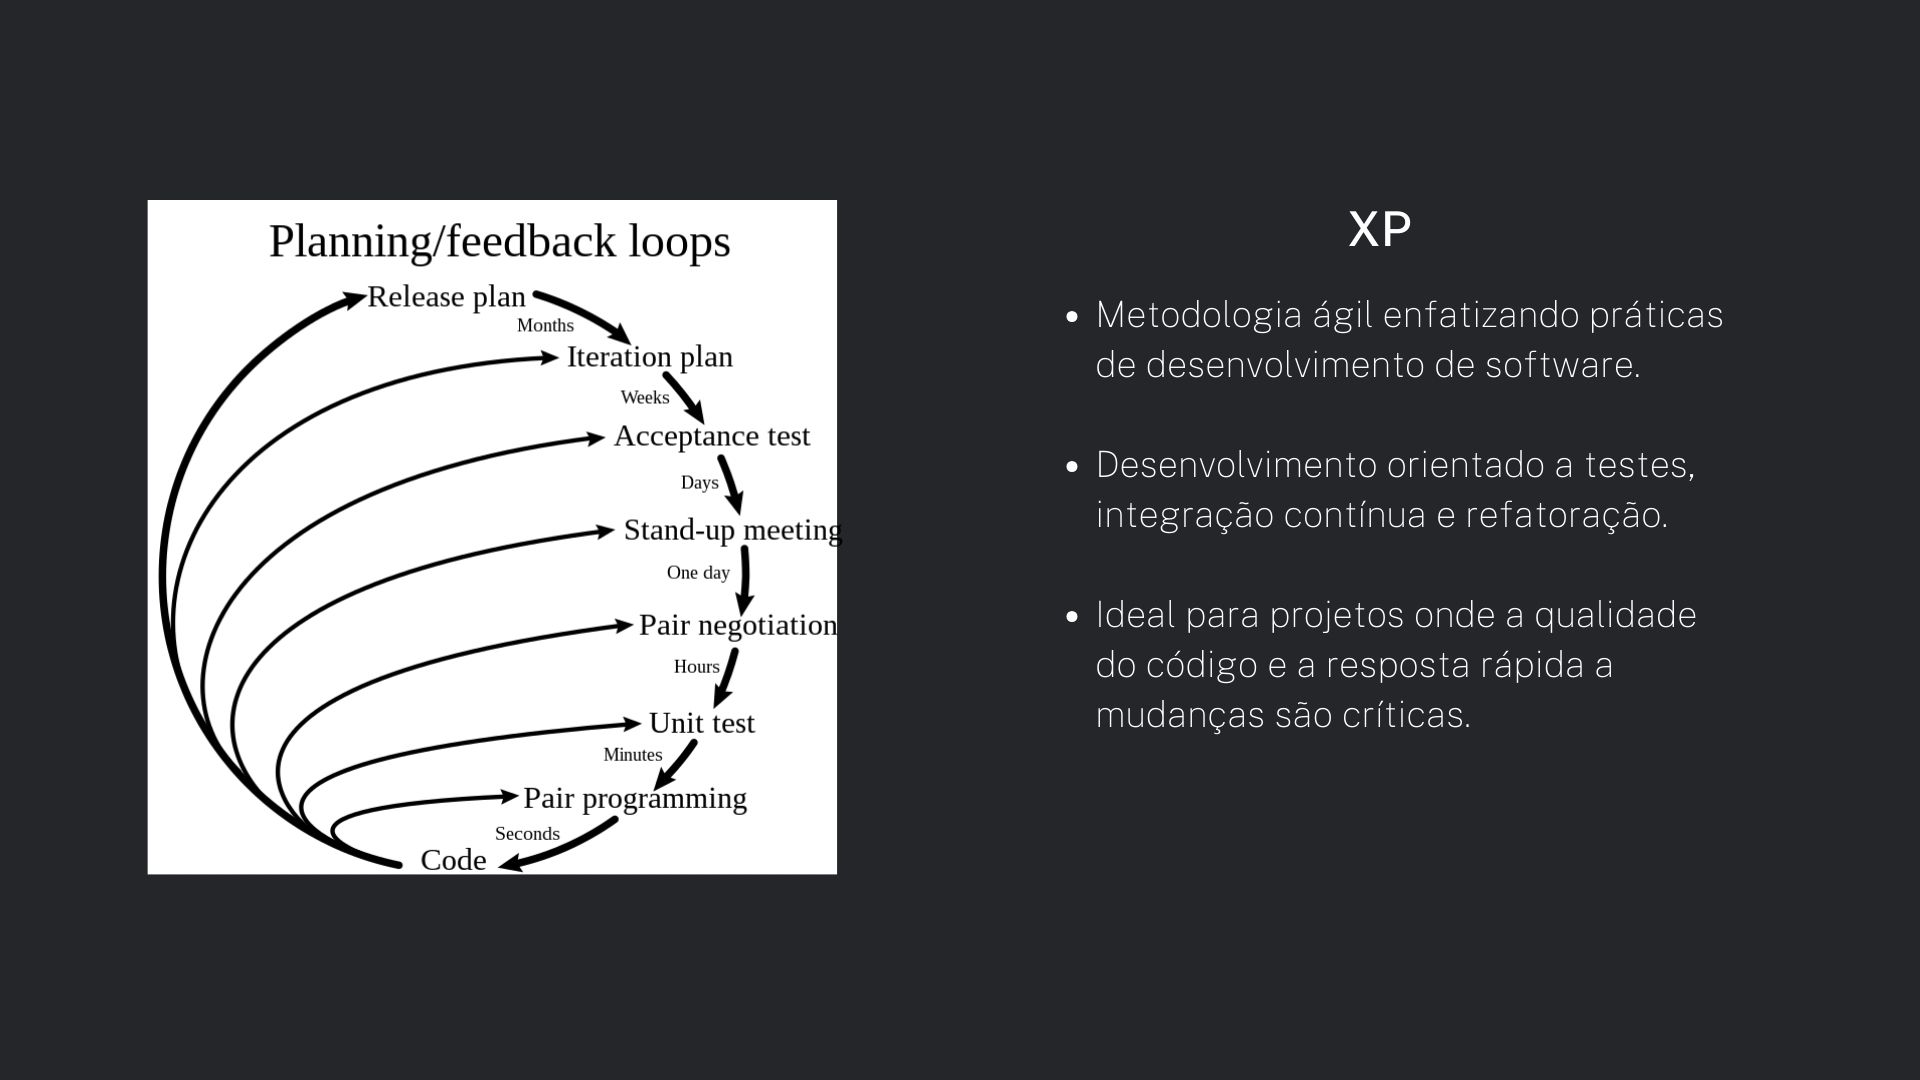 Planning/feedback loops
Release plan
Months
Iteration plan
Weeks
Acceptance test
Days
Stand-up meeting
One day
Pair negotiation
Hours
Unit test
Minutes
Pair programming
Seconds
Code
XP
• Metodologia ágil enfatizando práticas
de desenvolvimento de software.
• Desenvolvimento orientado a testes,
integração contínua e refatoração.
• Ideal para projetos onde a qualidade
do código e a resposta rápida a
mudanças são críticas.